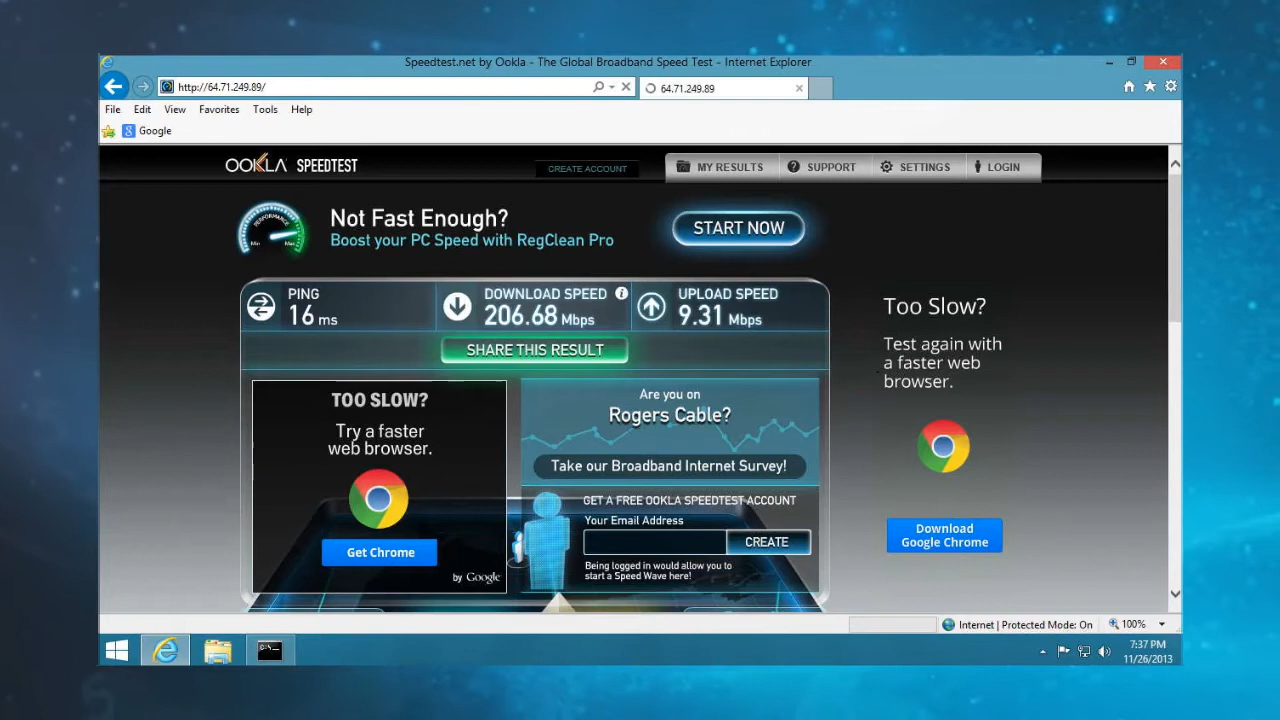 Speedtest.net by Ookla - The Global Broadband Speed Test - Internet Explorer
http://64.71.249.89/
64.71.249.89
File Edit View Favorites Tools Help
Google
OOKLA SPEEDTEST
CREATE ACCOUNT
MY RESULTS
SUPPORT
SETTINGS
LOGIN
PERFORMANCE
Min Max
Not Fast Enough?
Boost your PC Speed with RegClean Pro
START NOW
PING
16 ms
DOWNLOAD SPEED
206.68 Mbps
UPLOAD SPEED
9.31 Mbps
SHARE THIS RESULT
TOO SLOW?
Try a faster
web browser.
Get Chrome
by Google
Are you on
Rogers Cable?
Take our Broadband Internet Survey!
GET A FREE OOKLA SPEEDTEST ACCOUNT
Your Email Address
CREATE
Being logged in would allow you to
start a Speed Wave here!
Too Slow?
Test again with
a faster web
browser.
Download
Google Chrome
Internet | Protected Mode: On
100%
7:37 PM
11/26/2013